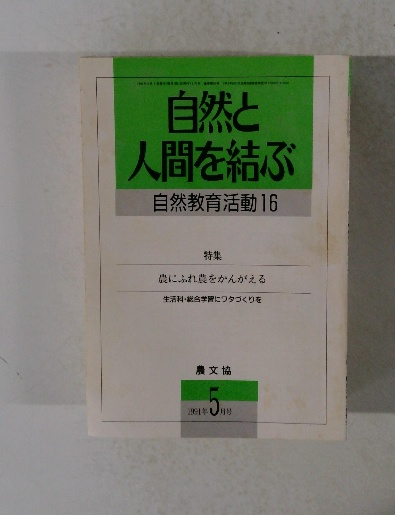 自然と
人間を結ぶ
自然教育活動16
特集
農にふれ農をかんがえる
生活科・総合学習にワタづくりを
農文協
1991年5月号